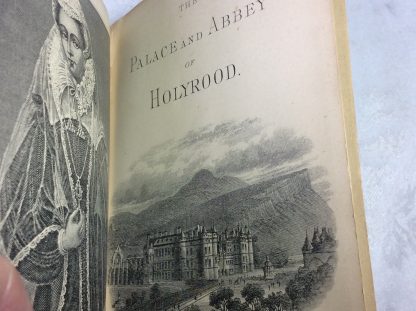 THE
PALACE AND ABBEY
OF
HOLYROOD.